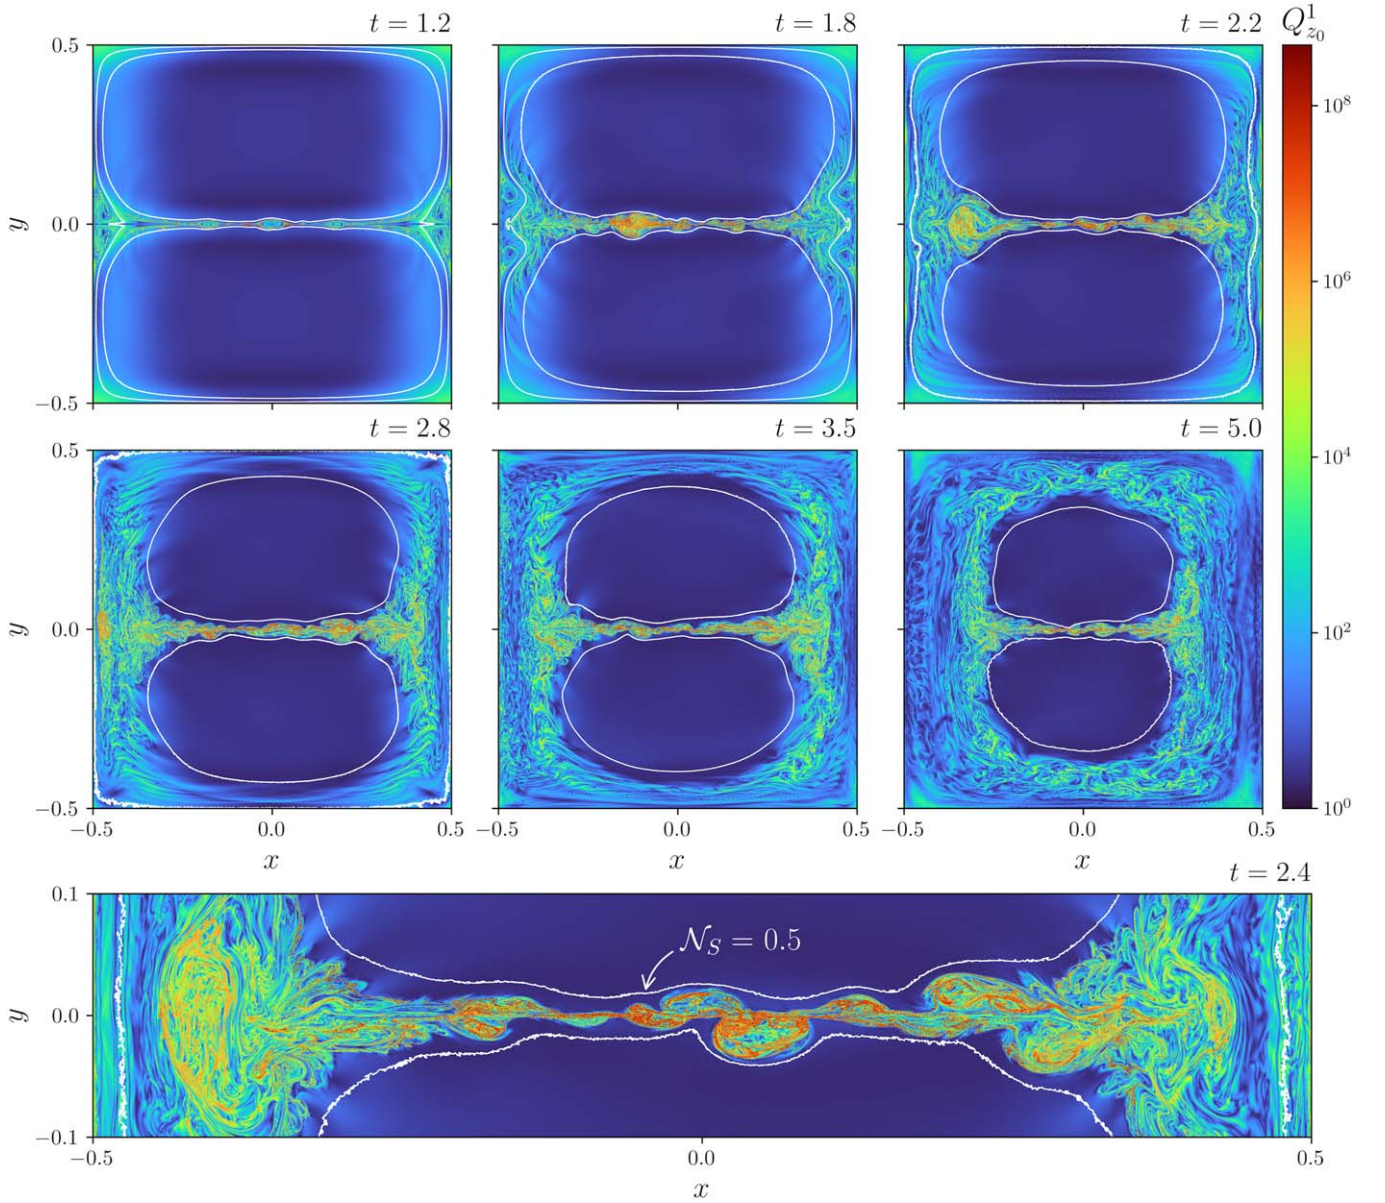 t = 1.2
t = 1.8
t = 2.2
Q^1_{z_0}
0.5
y
0.0
−0.5
10^8
10^6
t = 2.8
t = 3.5
t = 5.0
0.5
y
0.0
−0.5
10^4
10^2
10^0
−0.5 0.0 0.5
−0.5 0.0 0.5
−0.5 0.0 0.5
x
x
x
t = 2.4
0.1
y
0.0
−0.1
𝒩_S = 0.5
−0.5 0.0 0.5
x